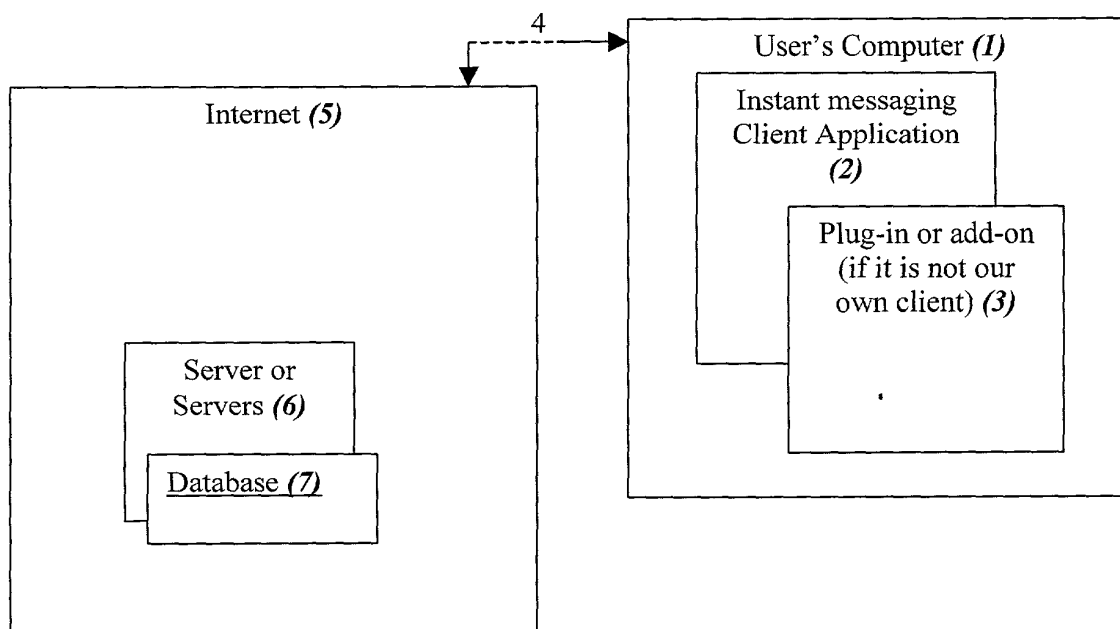 4
User's Computer (1)
Instant messaging
Client Application
(2)
Plug-in or add-on
(if it is not our
own client) (3)
Internet (5)
Server or
Servers (6)
Database (7)